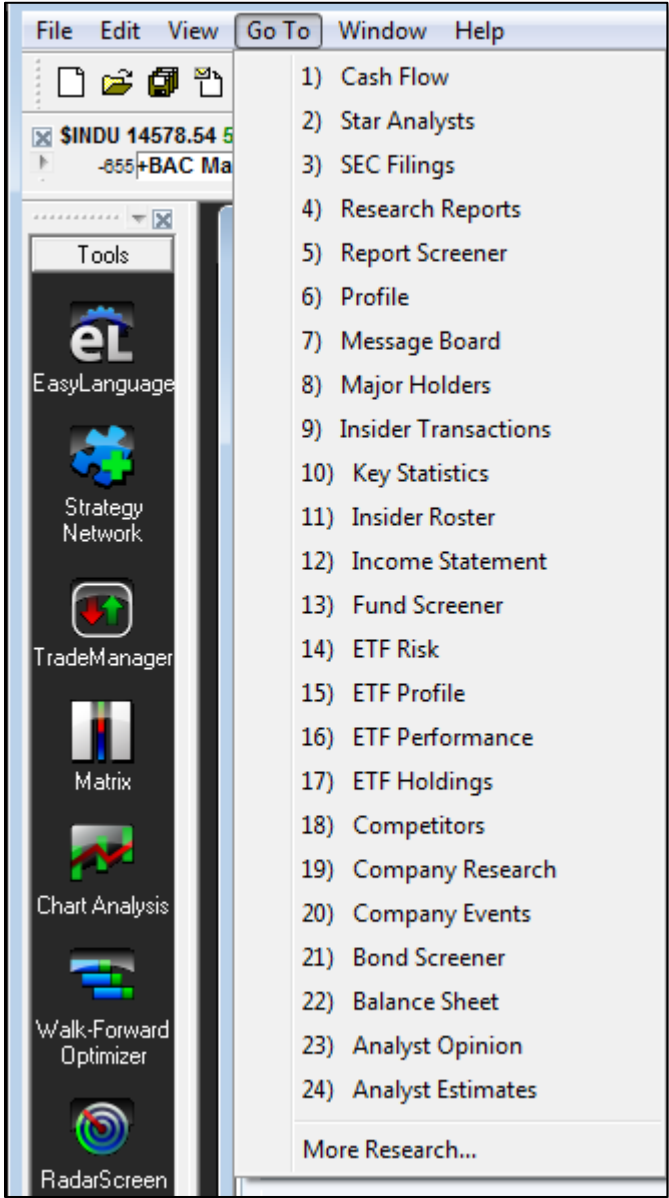 File Edit View Go To Window Help
$INDU 14578.54 5
-655+BAC Ma
Tools
eL
EasyLanguage
Strategy
Network
TradeManager
Matrix
Chart Analysis
Walk-Forward
Optimizer
RadarScreen
1) Cash Flow
2) Star Analysts
3) SEC Filings
4) Research Reports
5) Report Screener
6) Profile
7) Message Board
8) Major Holders
9) Insider Transactions
10) Key Statistics
11) Insider Roster
12) Income Statement
13) Fund Screener
14) ETF Risk
15) ETF Profile
16) ETF Performance
17) ETF Holdings
18) Competitors
19) Company Research
20) Company Events
21) Bond Screener
22) Balance Sheet
23) Analyst Opinion
24) Analyst Estimates
More Research...